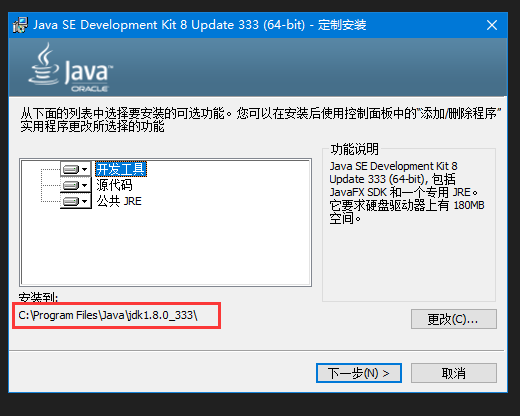 Java SE Development Kit 8 Update 333 (64-bit) - 定制安装
Java
ORACLE
从下面的列表中选择要安装的可选功能。您可以在安装后使用控制面板中的“添加/删除程序”
实用程序更改所选择的功能
开发工具
源代码
公共 JRE
功能说明
Java SE Development Kit 8
Update 333 (64-bit), 包括
JavaFX SDK 和一个专用 JRE。
它要求硬盘驱动器上有 180MB
空间。
安装到:
C:\Program Files\Java\jdk1.8.0_333\
更改(C)...
下一步(N) >
取消